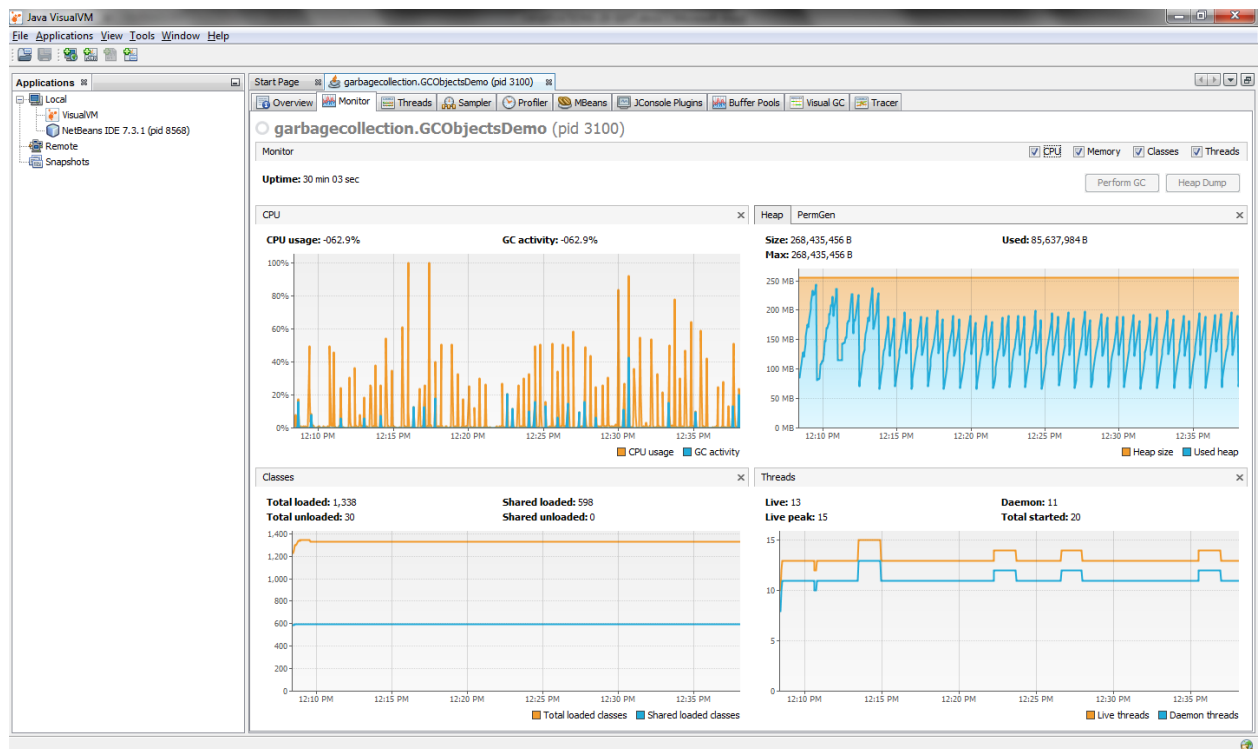 Java VisualVM
File Applications View Tools Window Help
Applications
Local
VisualVM
NetBeans IDE 7.3.1 (pid 8568)
Remote
Snapshots
Start Page garbagecollection.GCObjectsDemo (pid 3100)
Overview Monitor Threads Sampler Profiler MBeans JConsole Plugins Buffer Pools Visual GC Tracer
garbagecollection.GCObjectsDemo (pid 3100)
Monitor CPU Memory Classes Threads
Uptime: 30 min 03 sec Perform GC Heap Dump
CPU
CPU usage: -062.9% GC activity: -062.9%
100%
80%
60%
40%
20%
0%
12:10 PM 12:15 PM 12:20 PM 12:25 PM 12:30 PM 12:35 PM
CPU usage GC activity
Heap PermGen
Size: 268,435,456 B Used: 85,637,984 B
Max: 268,435,456 B
250 MB
200 MB
150 MB
100 MB
50 MB
0 MB
12:10 PM 12:15 PM 12:20 PM 12:25 PM 12:30 PM 12:35 PM
Heap size Used heap
Classes
Total loaded: 1,338 Shared loaded: 598
Total unloaded: 30 Shared unloaded: 0
1,400
1,200
1,000
800
600
400
200
0
12:10 PM 12:15 PM 12:20 PM 12:25 PM 12:30 PM 12:35 PM
Total loaded classes Shared loaded classes
Threads
Live: 13 Daemon: 11
Live peak: 15 Total started: 20
15
10
5
0
12:10 PM 12:15 PM 12:20 PM 12:25 PM 12:30 PM 12:35 PM
Live threads Daemon threads